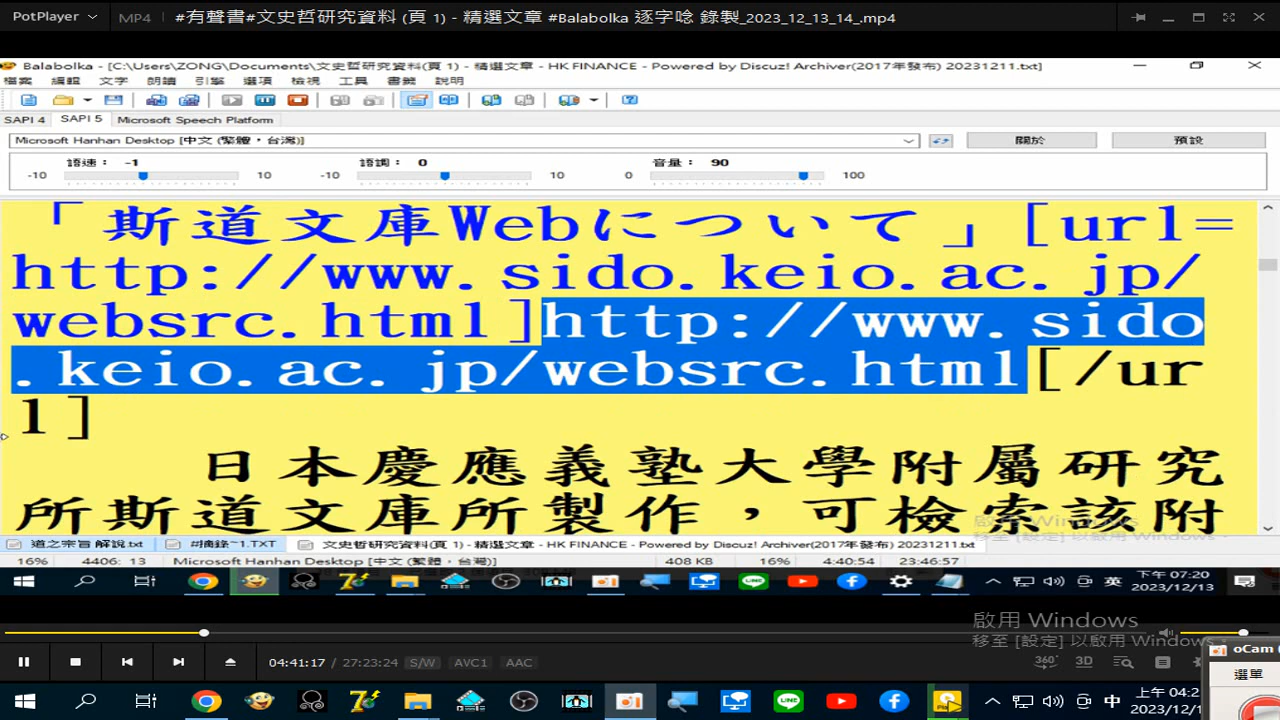 PotPlayer MP4 #有聲書#文史哲研究資料 (頁 1) - 精選文章 #Balabolka 逐字唸 錄製_2023_12_13_14_.mp4
Balabolka - [C:\Users\ZONG\Documents\文史哲研究資料(頁 1) - 精選文章 - HK FINANCE - Powered by Discuz! Archiver(2017年發布) 20231211.txt]
檔案 編輯 文字 朗讀 引擎 選項 檢視 工具 書籤 說明
SAPI 4 SAPI 5 Microsoft Speech Platform
Microsoft Hanhan Desktop [中文 (繁體，台灣)] 關於 預設
語速： -1 語調： 0 音量： 90
-10 10 -10 10 0 100
「斯道文庫Webについて」[url=
http://www.sido.keio.ac.jp/
websrc.html]http://www.sido
.keio.ac.jp/websrc.html[/ur
l]
日本慶應義塾大學附屬研究
所斯道文庫所製作，可檢索該附
啟用 Windows
移至 [設定] 以啟用 Windows。
道之宗旨 解說.txt #摘錄~1.TXT 文史哲研究資料(頁 1) - 精選文章 - HK FINANCE - Powered by Discuz! Archiver(2017年發布) 20231211.txt
16% 4406: 13 Microsoft Hanhan Desktop [中文 (繁體，台灣)] 408 KB 16% 4:40:54 23:46:57
英 下午 07:20
2023/12/13
啟用 Windows
移至 [設定] 以啟用 Windows。
oCam (
04:41:17 / 27:23:24 S/W AVC1 AAC 360° 3D
選單
中 上午 04:2
2023/12/1